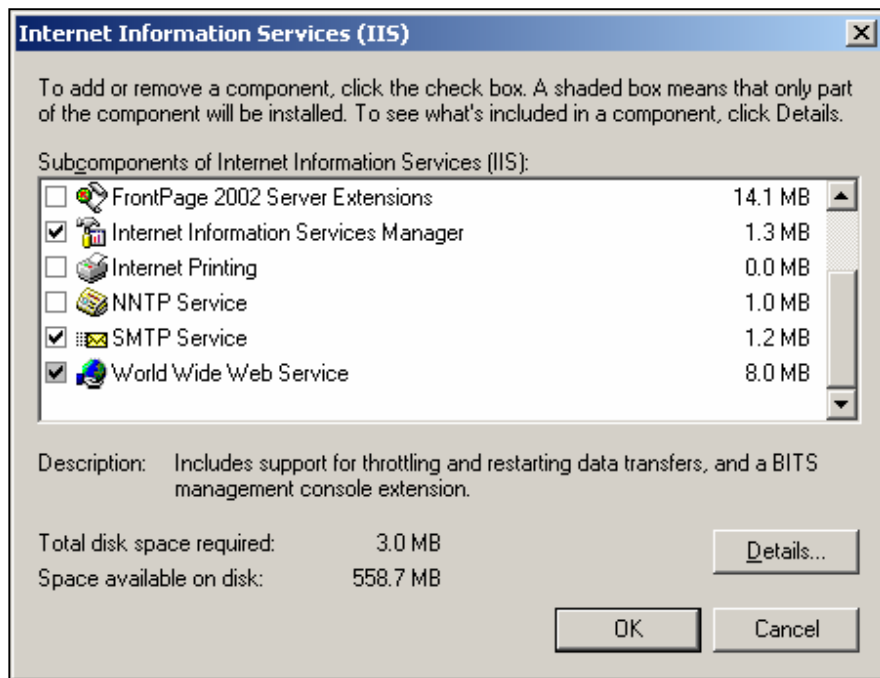 Internet Information Services (IIS)
To add or remove a component, click the check box. A shaded box means that only part
of the component will be installed. To see what's included in a component, click Details.
Subcomponents of Internet Information Services (IIS):
FrontPage 2002 Server Extensions 14.1 MB
Internet Information Services Manager 1.3 MB
Internet Printing 0.0 MB
NNTP Service 1.0 MB
SMTP Service 1.2 MB
World Wide Web Service 8.0 MB
Description: Includes support for throttling and restarting data transfers, and a BITS
management console extension.
Total disk space required: 3.0 MB
Details...
Space available on disk: 558.7 MB
OK Cancel